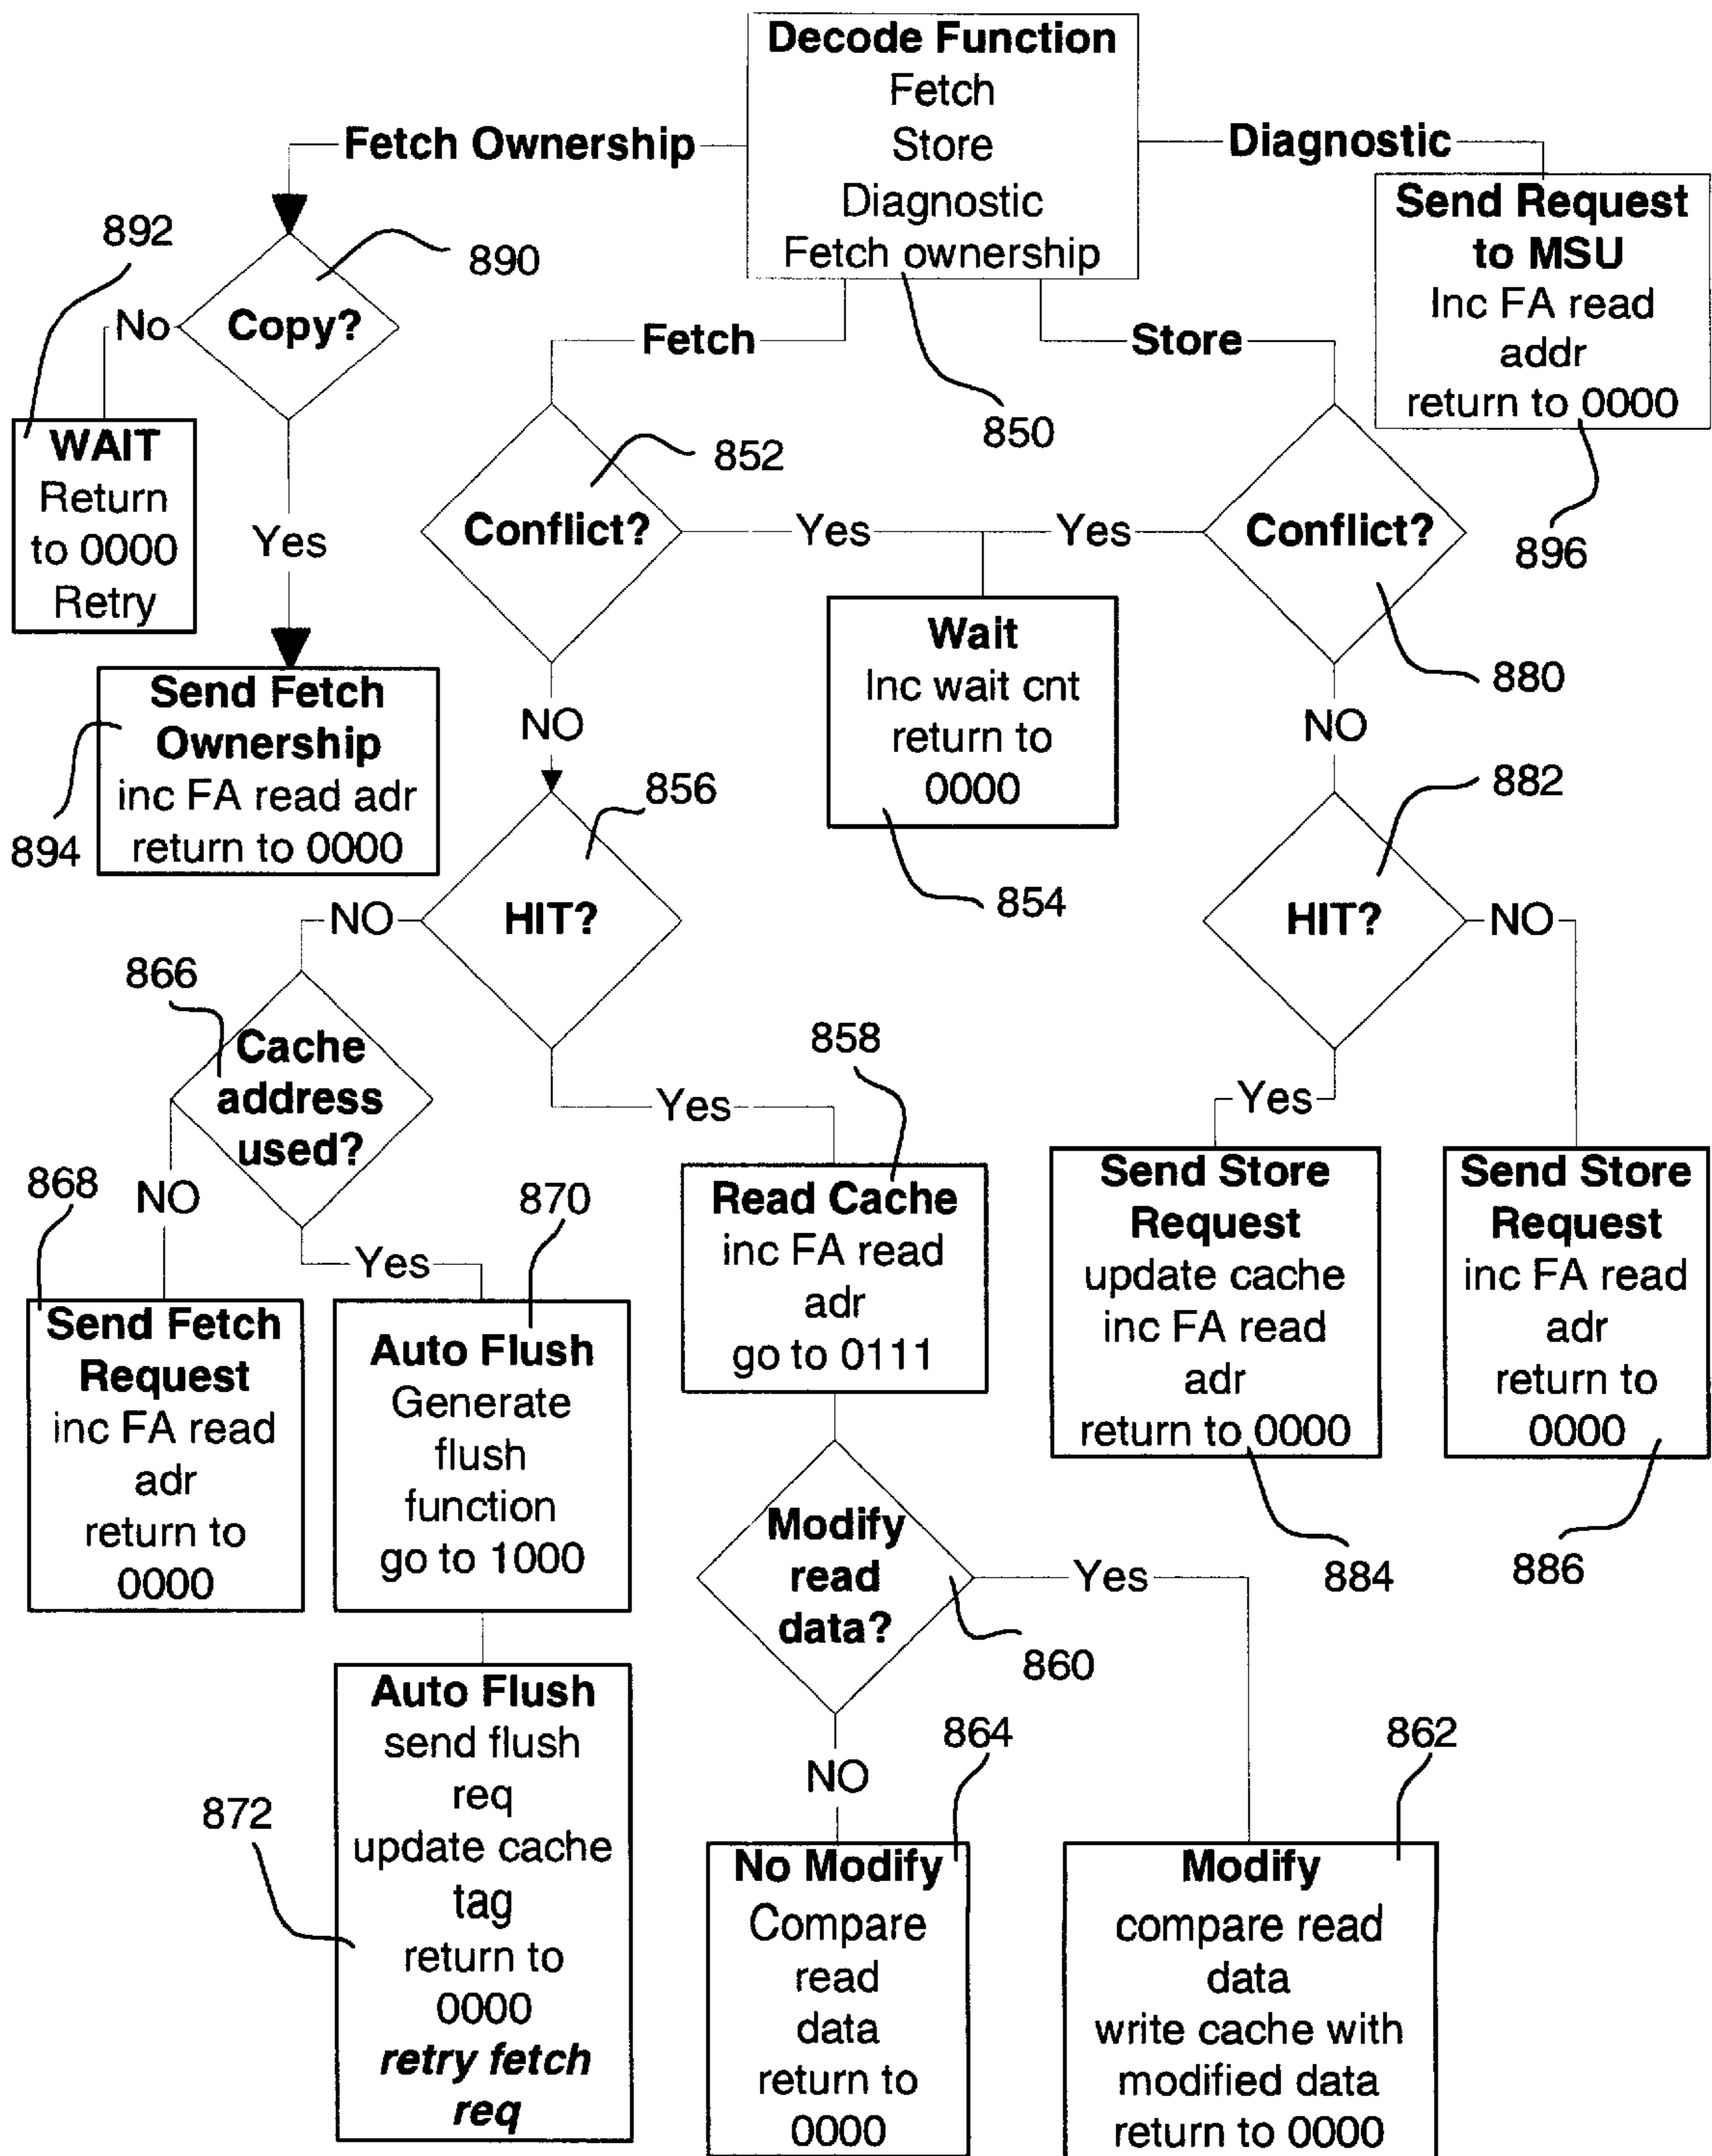 Decode Function
Fetch
Store
Diagnostic
Fetch ownership
850
Fetch Ownership
Diagnostic
Send Request
to MSU
Inc FA read
addr
return to 0000
896
892
890
Copy?
No
WAIT
Return
to 0000
Retry
Yes
Send Fetch
Ownership
inc FA read adr
return to 0000
894
Fetch
Store
852
Conflict?
Yes
Yes
Conflict?
880
Wait
Inc wait cnt
return to
0000
854
NO
NO
856
HIT?
NO
882
HIT?
NO
866
Cache
address
used?
NO
Yes
868
Send Fetch
Request
inc FA read
adr
return to
0000
870
Auto Flush
Generate
flush
function
go to 1000
872
Auto Flush
send flush
req
update cache
tag
return to
0000
retry fetch
req
Yes
858
Read Cache
inc FA read
adr
go to 0111
Modify
read
data?
860
Yes
NO
864
No Modify
Compare
read
data
return to
0000
862
Modify
compare read
data
write cache with
modified data
return to 0000
Yes
Send Store
Request
update cache
inc FA read
adr
return to 0000
884
Send Store
Request
inc FA read
adr
return to
0000
886